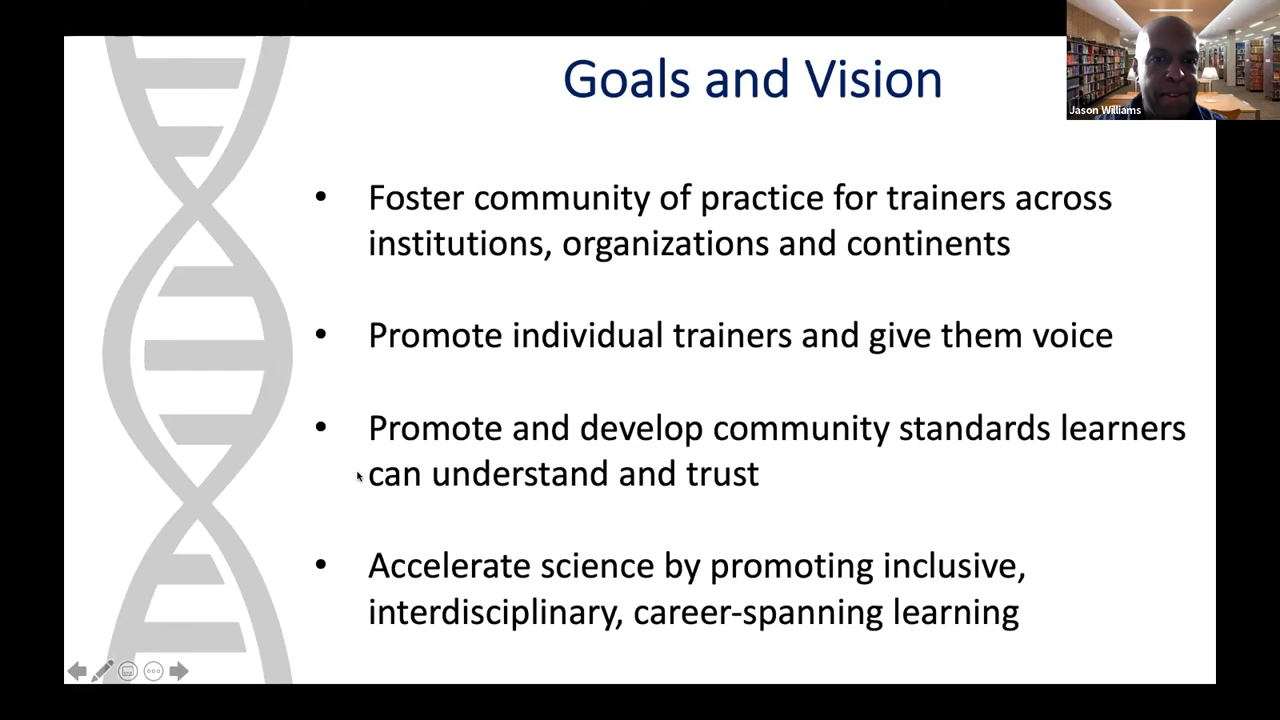 Goals and Vision
Jason Williams
• Foster community of practice for trainers across
institutions, organizations and continents
• Promote individual trainers and give them voice
• Promote and develop community standards learners
can understand and trust
• Accelerate science by promoting inclusive,
interdisciplinary, career-spanning learning